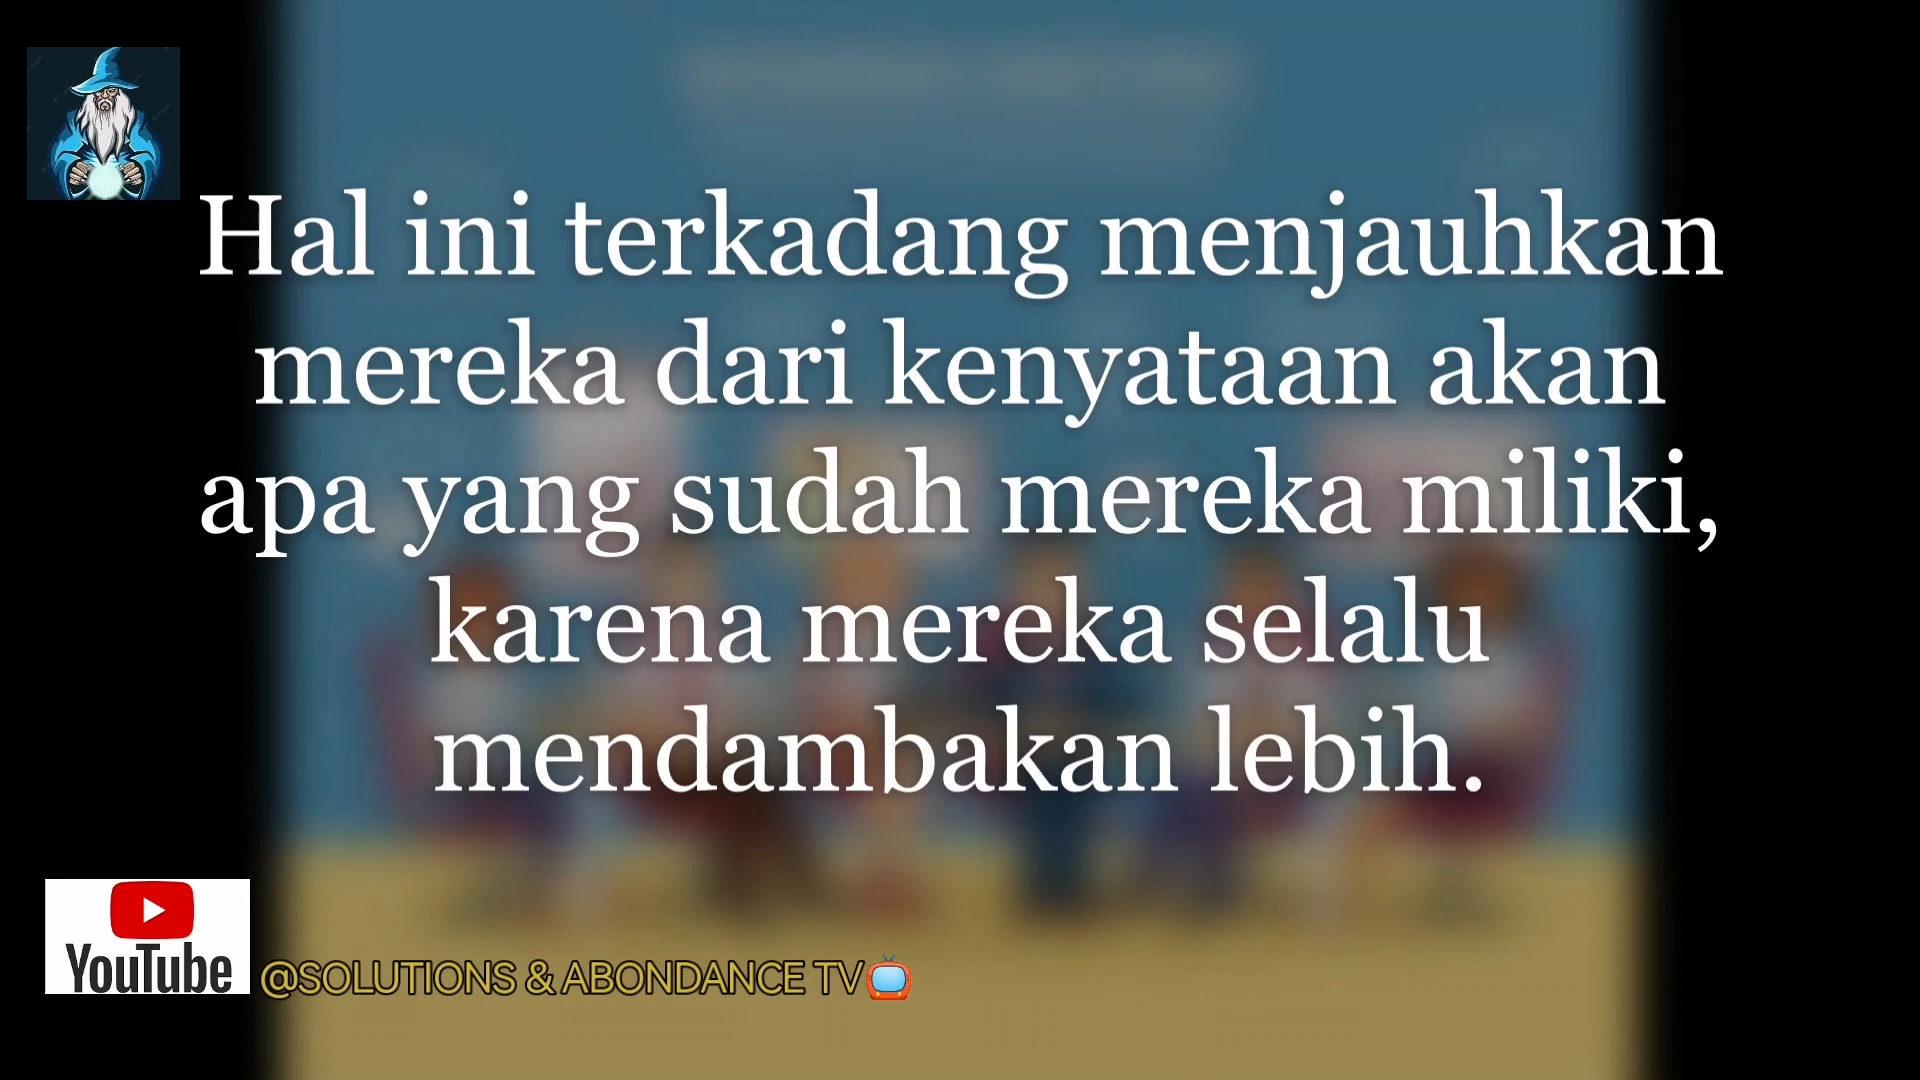 Hal ini terkadang menjauhkan
mereka dari kenyataan akan
apa yang sudah mereka miliki,
karena mereka selalu
mendambakan lebih.
YouTube
@SOLUTIONS & ABONDANCE TV📺